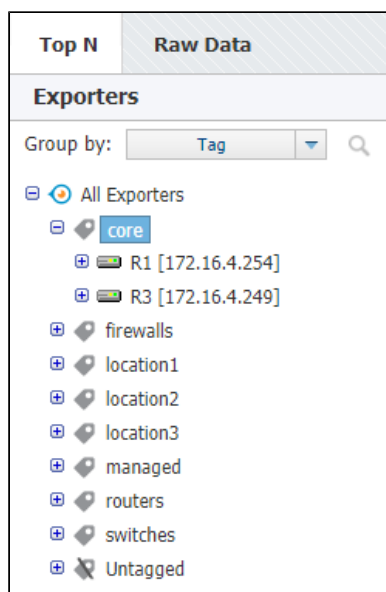 Top N Raw Data
Exporters
Group by: Tag
All Exporters
core
R1 [172.16.4.254]
R3 [172.16.4.249]
firewalls
location1
location2
location3
managed
routers
switches
Untagged